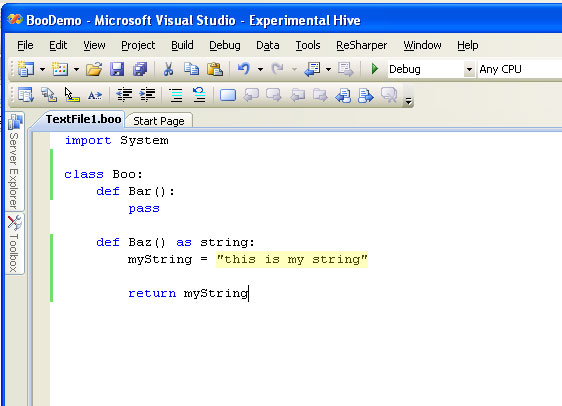 BooDemo - Microsoft Visual Studio - Experimental Hive
File Edit View Project Build Debug Data Tools ReSharper Window Help
Debug Any CPU
TextFile1.boo Start Page
Server Explorer
Toolbox
import System
class Boo:
def Bar():
pass
def Baz() as string:
myString = "this is my string"
return myString